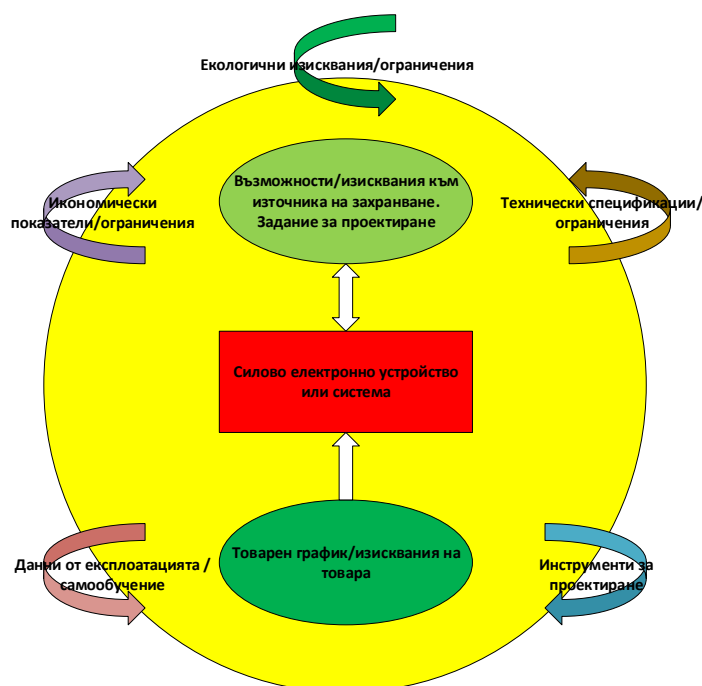 Екологични изисквания/ограничения
Възможности/изисквания към
източника на захранване.
Задание за проектиране
Икономически
показатели/ограничения
Технически спецификации/
ограничения
Силово електронно устройство
или система
Товарен график/изисквания на
товара
Данни от експлоатацията /
самообучение
Инструменти за
проектиране